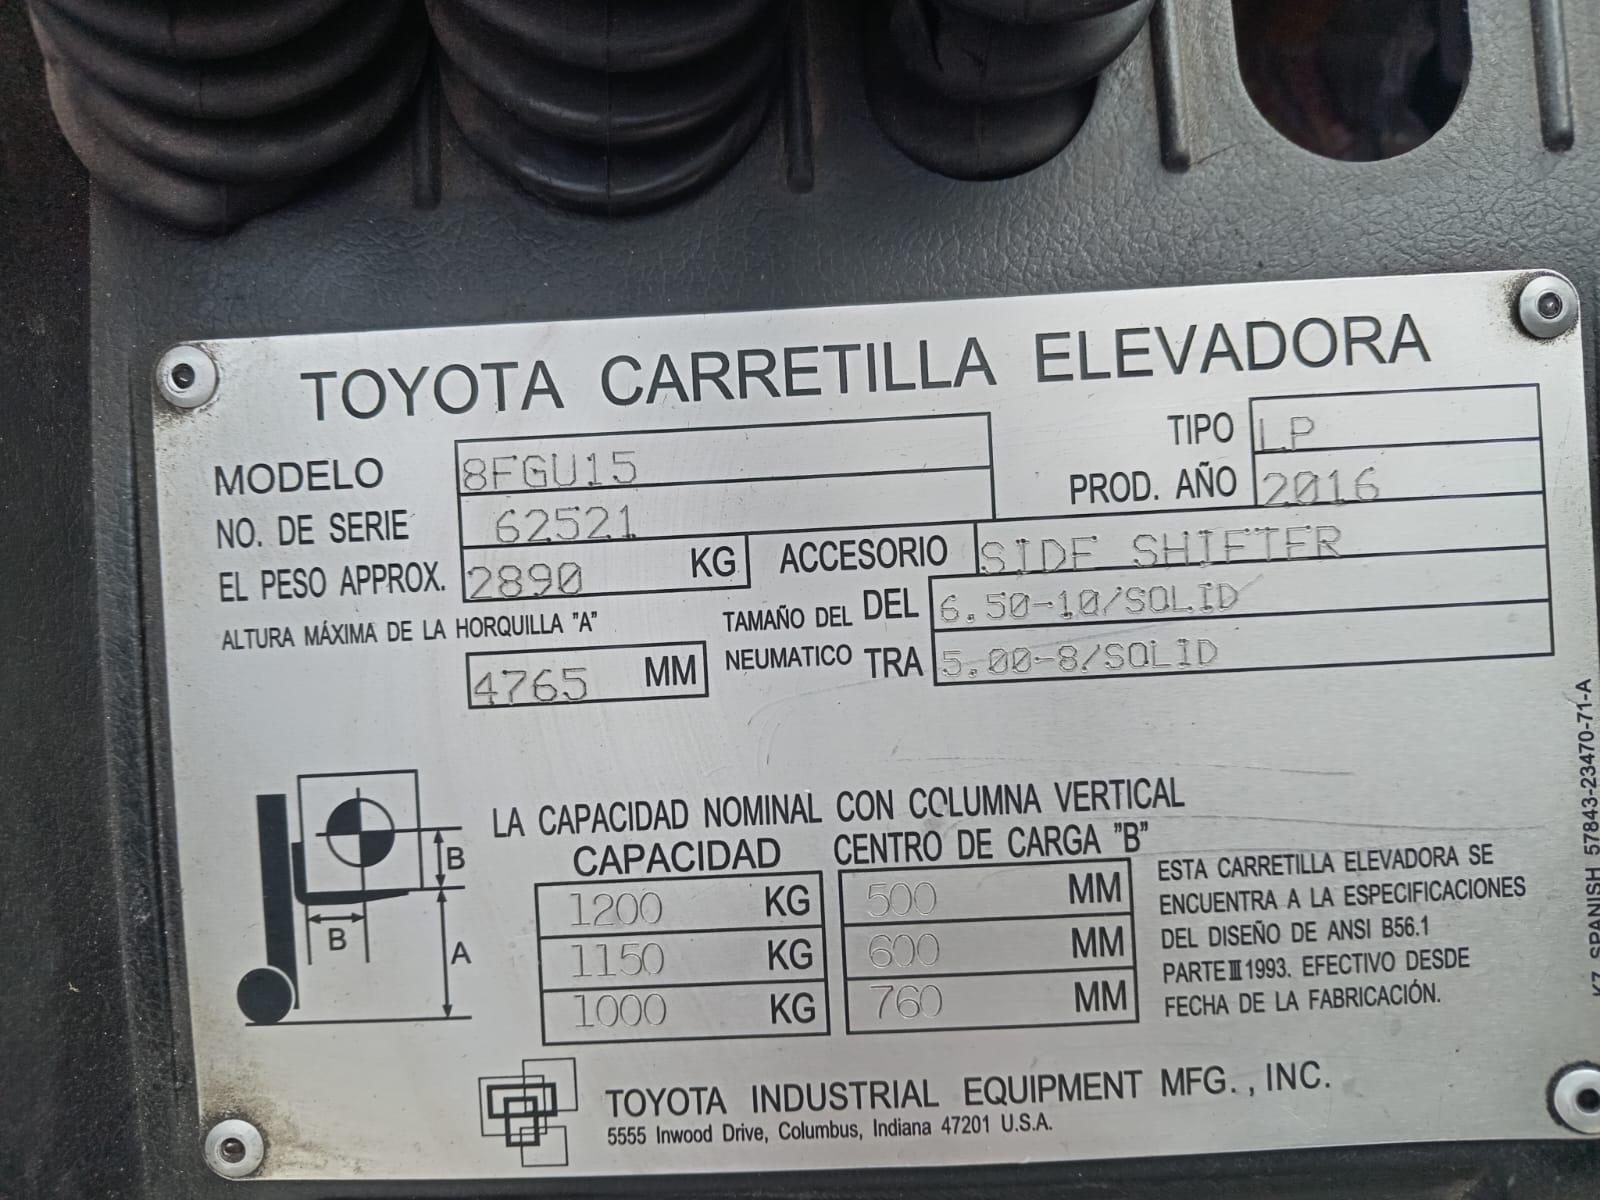 TOYOTA CARRETILLA ELEVADORA
MODELO 8FGU15 TIPO LP
NO. DE SERIE 62521 PROD. AÑO 2016
EL PESO APPROX. 2890 KG ACCESORIO SIDE SHIFTER
ALTURA MÁXIMA DE LA HORQUILLA "A" TAMAÑO DEL DEL 6.50-10/SOLID
4765 MM NEUMATICO TRA 5.00-8/SOLID
LA CAPACIDAD NOMINAL CON COLUMNA VERTICAL
CAPACIDAD CENTRO DE CARGA "B"
1200 KG 500 MM
1150 KG 600 MM
1000 KG 760 MM
B
B
A
ESTA CARRETILLA ELEVADORA SE
ENCUENTRA A LA ESPECIFICACIONES
DEL DISEÑO DE ANSI B56.1
PARTE III 1993. EFECTIVO DESDE
FECHA DE LA FABRICACIÓN.
TOYOTA INDUSTRIAL EQUIPMENT MFG., INC.
5555 Inwood Drive, Columbus, Indiana 47201 U.S.A.
SPANISH 57843-23470-71-A